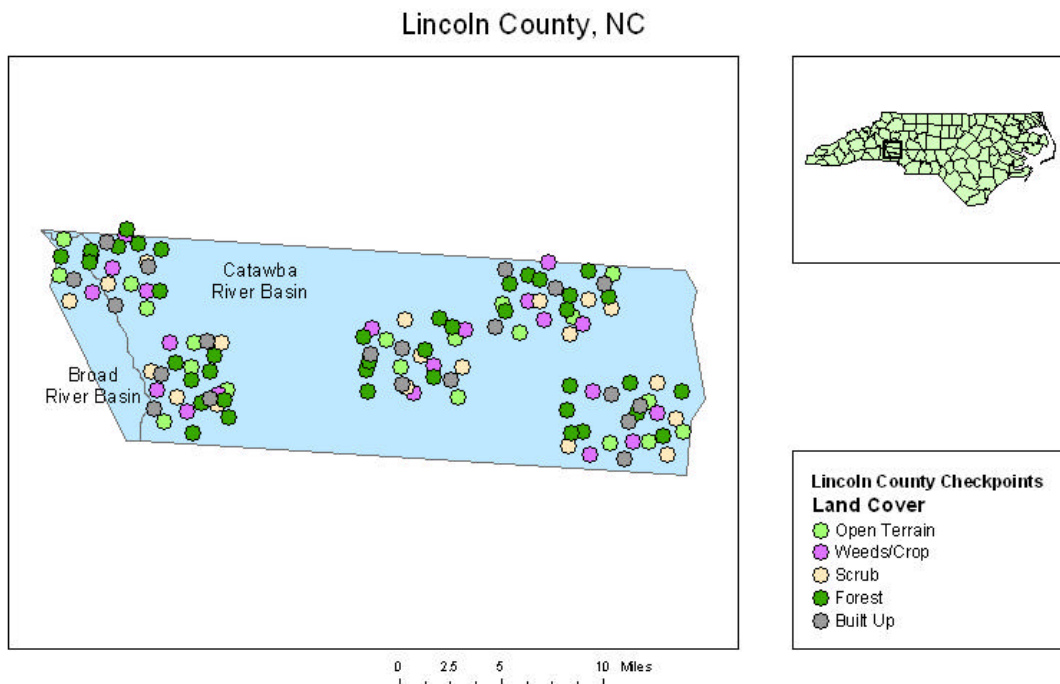 Lincoln County, NC
Catawba
River Basin
Broad
River Basin
Lincoln County Checkpoints
Land Cover
Open Terrain
Weeds/Crop
Scrub
Forest
Built Up
0 2.5 5 10 Miles